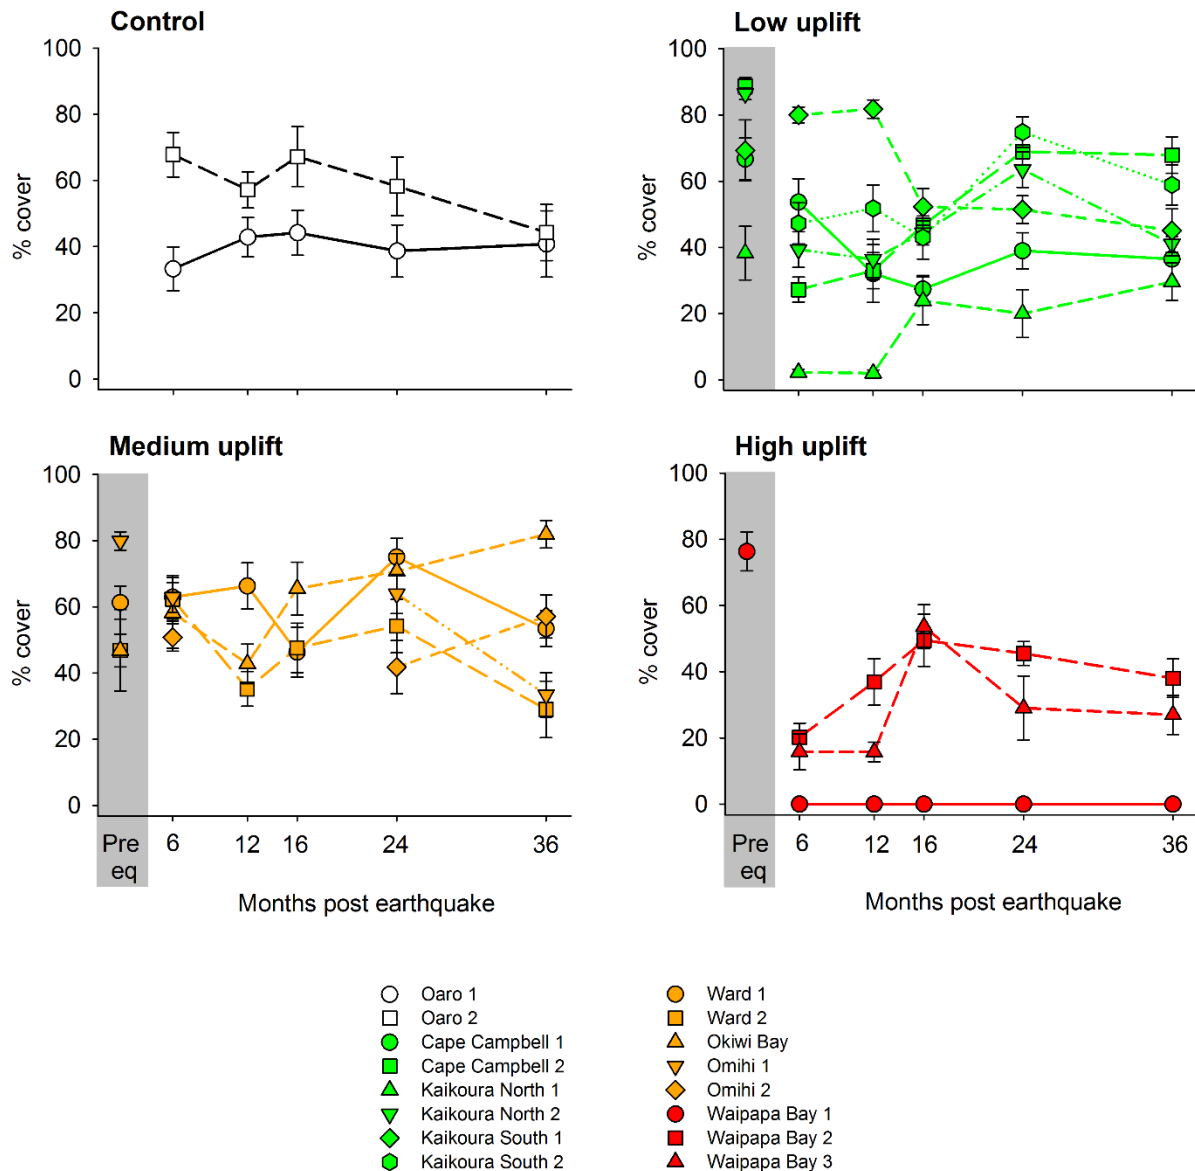 Control
100
80
60
40
20
0
% cover
Low uplift
100
80
60
40
20
0
% cover
Medium uplift
100
80
60
40
20
0
% cover
Pre eq
6
12
16
24
36
Months post earthquake
High uplift
100
80
60
40
20
0
% cover
Pre eq
6
12
16
24
36
Months post earthquake
Oaro 1
Oaro 2
Cape Campbell 1
Cape Campbell 2
Kaikoura North 1
Kaikoura North 2
Kaikoura South 1
Kaikoura South 2
Ward 1
Ward 2
Okiwi Bay
Omihi 1
Omihi 2
Waipapa Bay 1
Waipapa Bay 2
Waipapa Bay 3